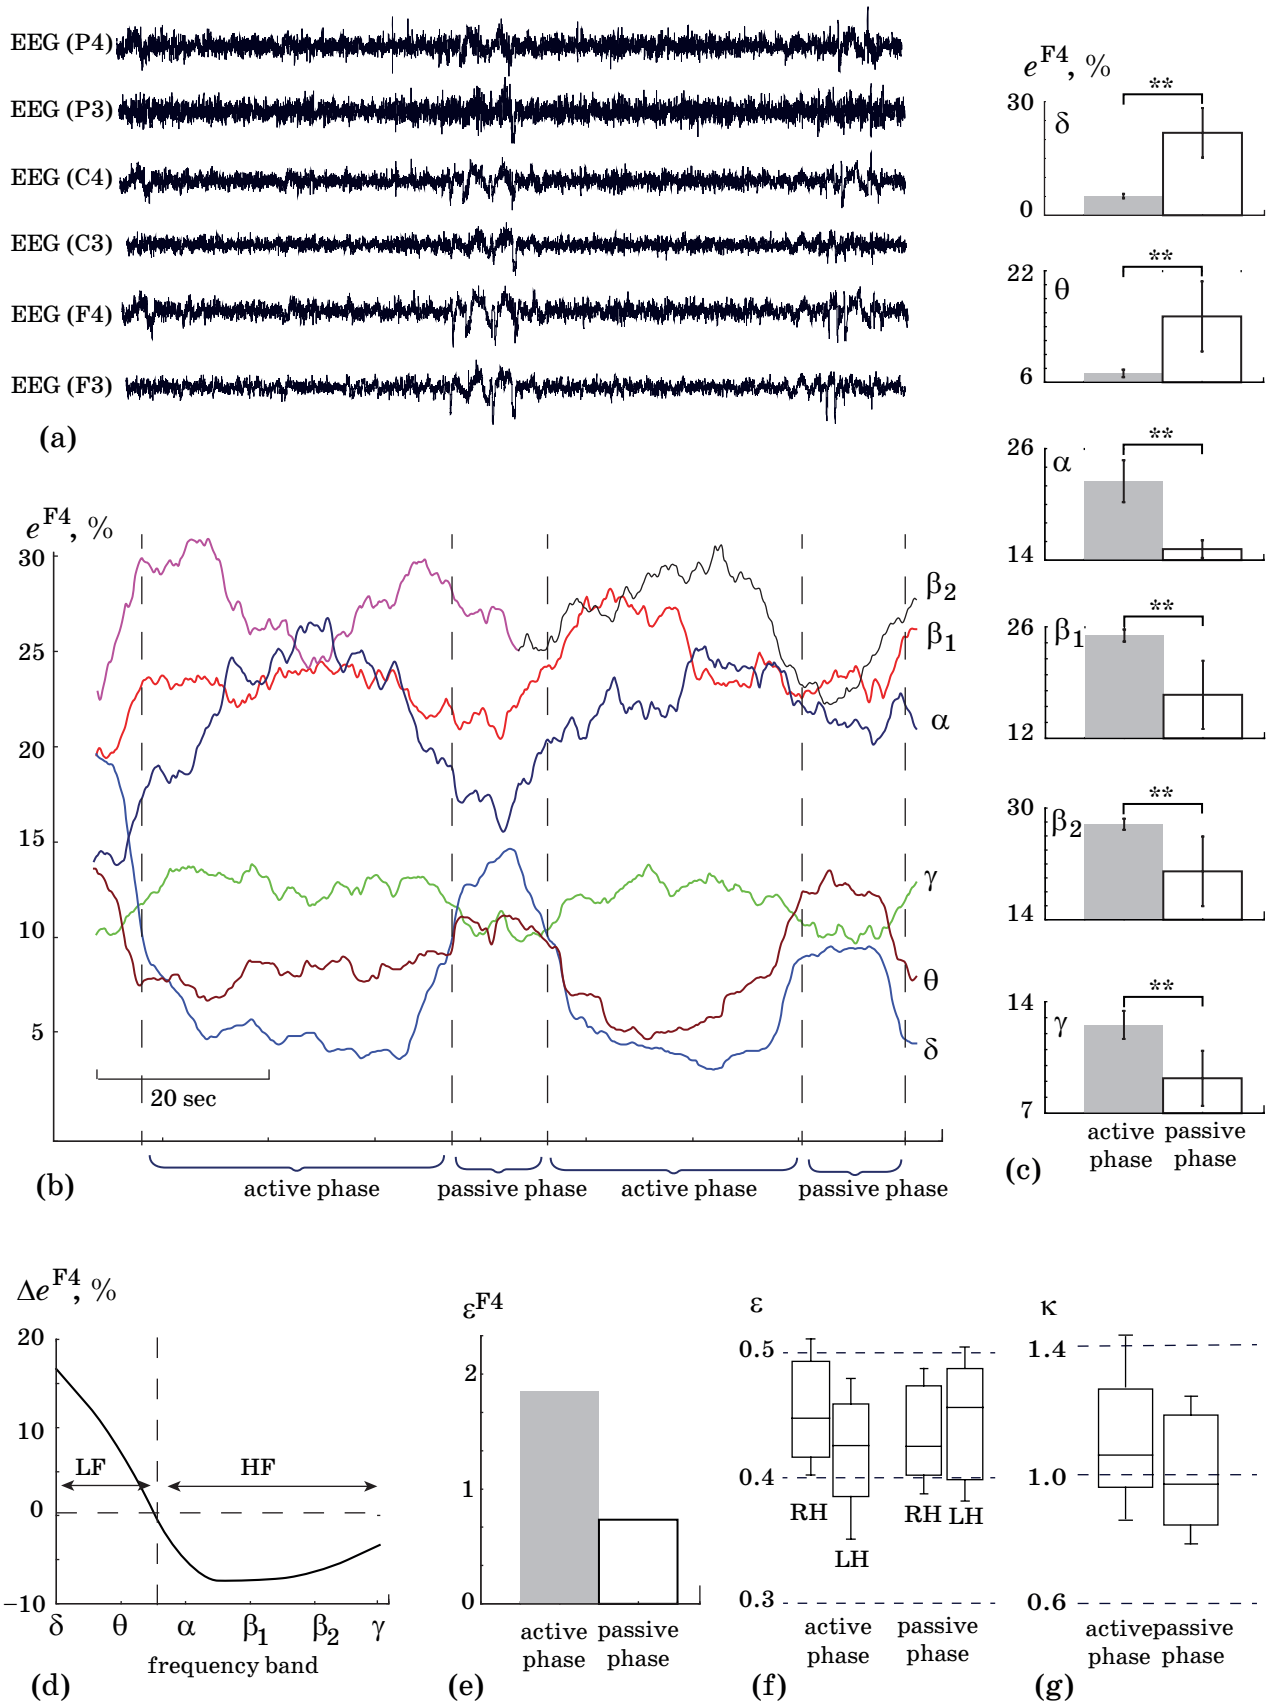 EEG (P4)
EEG (P3)
EEG (C4)
EEG (C3)
EEG (F4)
EEG (F3)
(a)
e^F4, %
30
25
20
15
10
5
β2
β1
α
γ
θ
δ
20 sec
active phase
passive phase
active phase
passive phase
(b)
e^F4, %
30
δ
**
0
22
θ
**
6
26
α
**
14
26
β1
**
12
30
β2
**
14
14
γ
**
7
active phase
passive phase
(c)
Δe^F4, %
20
10
0
−10
LF
HF
δ
θ
α
β1
β2
γ
frequency band
(d)
ε^F4
2
1
0
active phase
passive phase
(e)
ε
0.5
0.4
0.3
RH
LH
RH
LH
active phase
passive phase
(f)
κ
1.4
1.0
0.6
active phase
passive phase
(g)